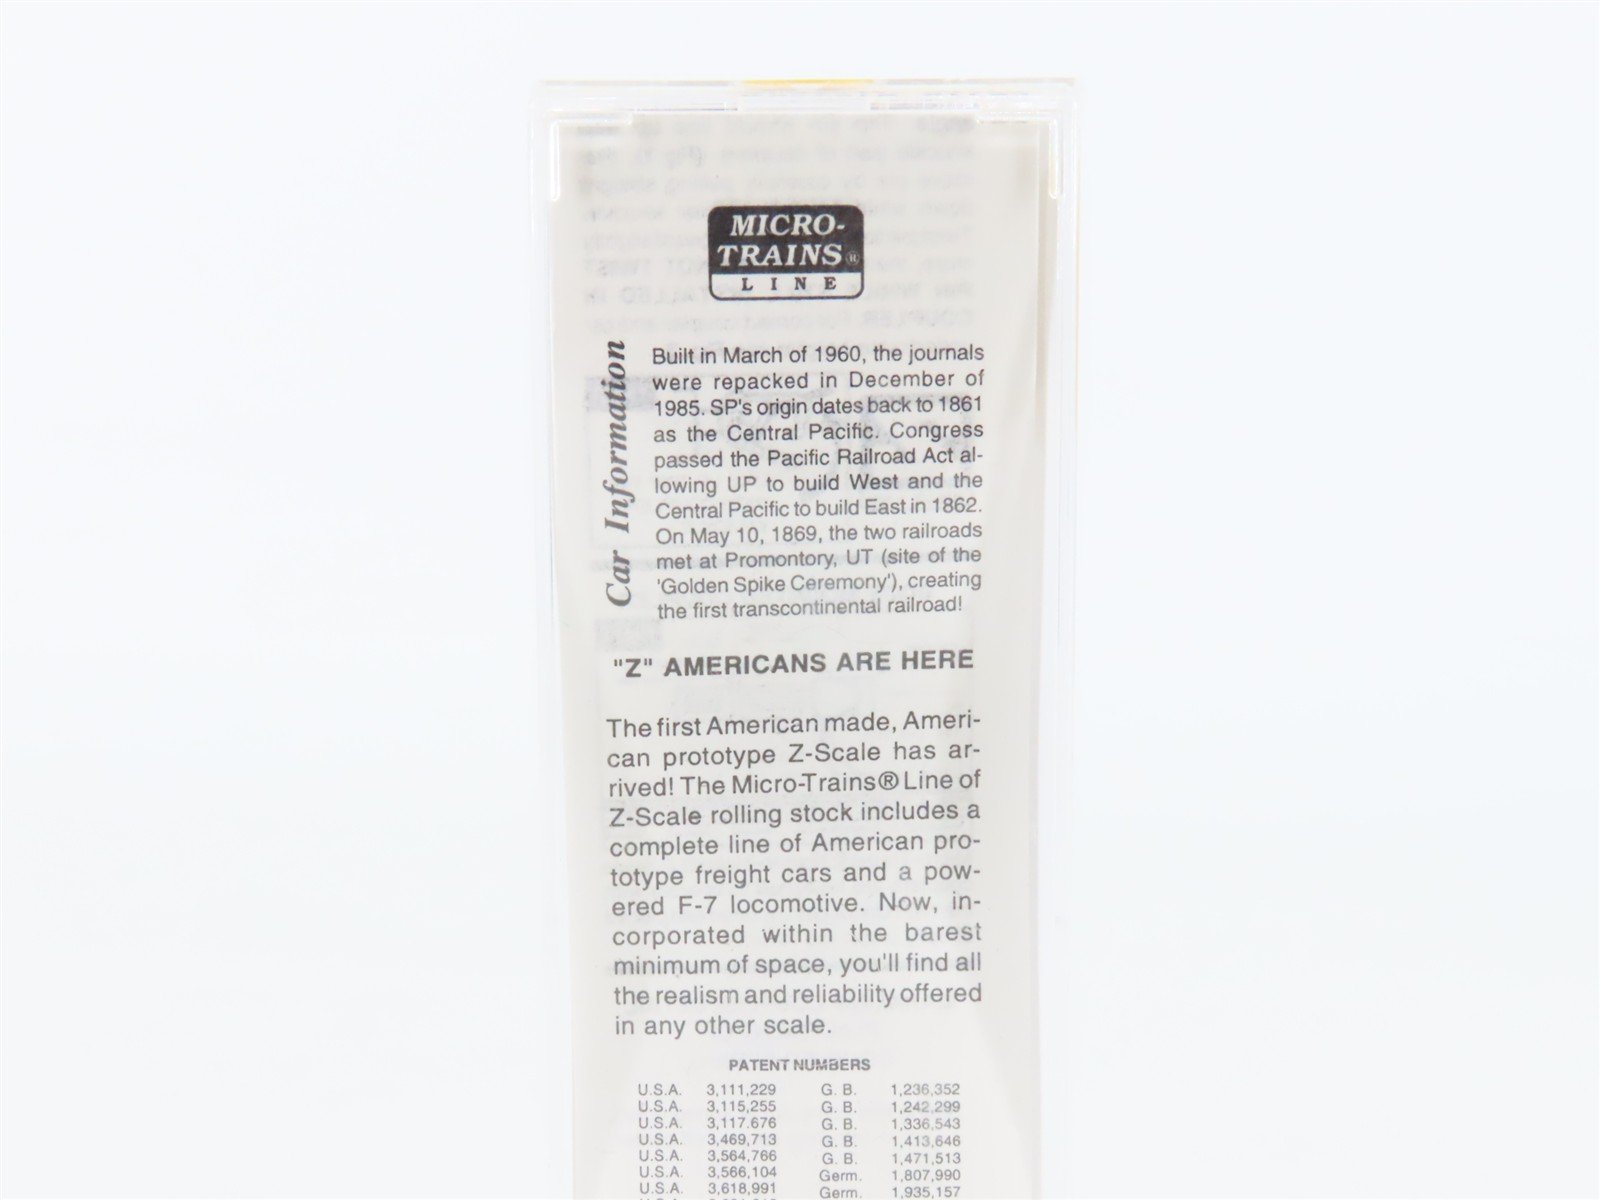 MICRO-
TRAINS®
LINE
Car Information
Built in March of 1960, the journals
were repacked in December of
1985. SP's origin dates back to 1861
as the Central Pacific. Congress
passed the Pacific Railroad Act al-
lowing UP to build West and the
Central Pacific to build East in 1862.
On May 10, 1869, the two railroads
met at Promontory, UT (site of the
'Golden Spike Ceremony'), creating
the first transcontinental railroad!
"Z" AMERICANS ARE HERE
The first American made, Ameri-
can prototype Z-Scale has ar-
rived! The Micro-Trains® Line of
Z-Scale rolling stock includes a
complete line of American pro-
totype freight cars and a pow-
ered F-7 locomotive. Now, in-
corporated within the barest
minimum of space, you'll find all
the realism and reliability offered
in any other scale.
PATENT NUMBERS
U.S.A. 3,111,229 G. B. 1,236,352
U.S.A. 3,115,255 G. B. 1,242,299
U.S.A. 3,117.676 G. B. 1,336,543
U.S.A. 3,469,713 G. B. 1,413,646
U.S.A. 3,564,766 G. B. 1,471,513
U.S.A. 3,566,104 Germ. 1,807,990
U.S.A. 3,618,991 Germ. 1,935,157